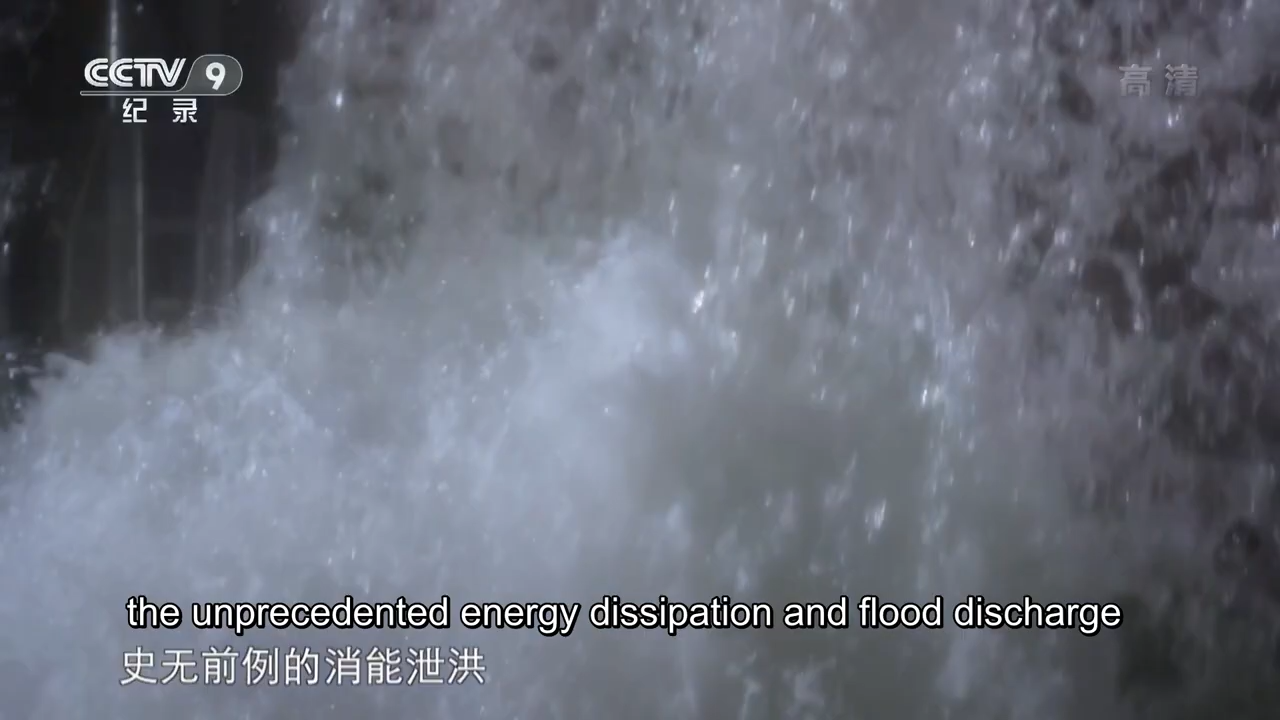 CCTV 9
高清
纪录
the unprecedented energy dissipation and flood discharge
史无前例的消能泄洪